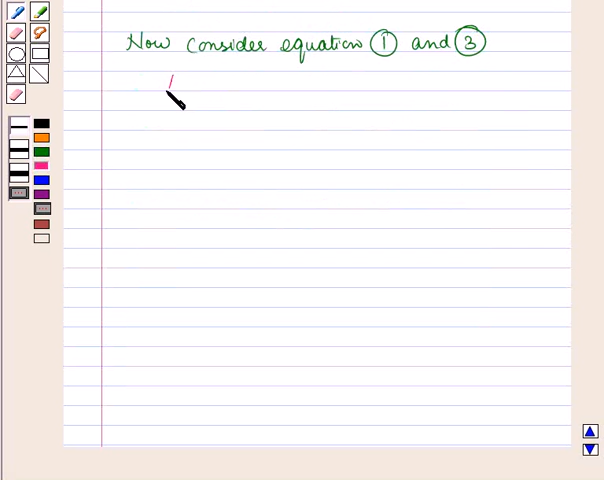 Now consider equation ① and ③